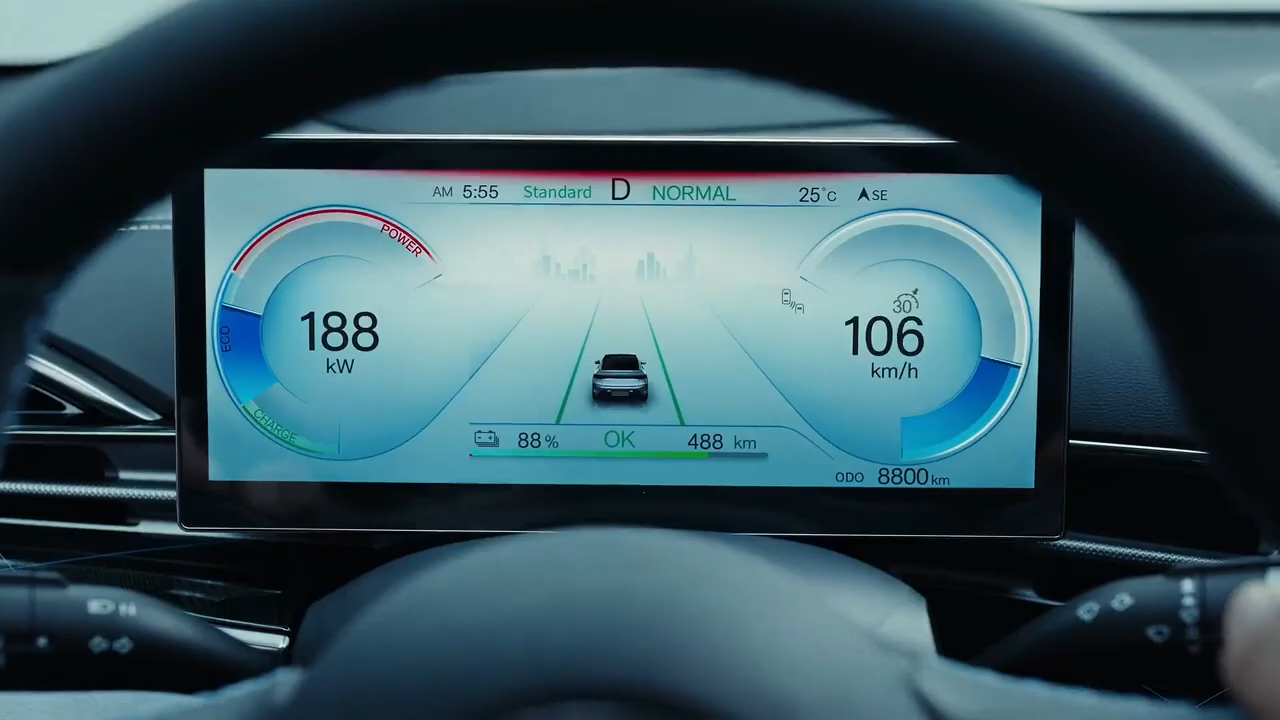 AM 5:55 Standard D NORMAL 25°C SE
POWER
ECO
CHARGE
188
kW
30
106
km/h
88 % OK 488 km
ODO 8800 km